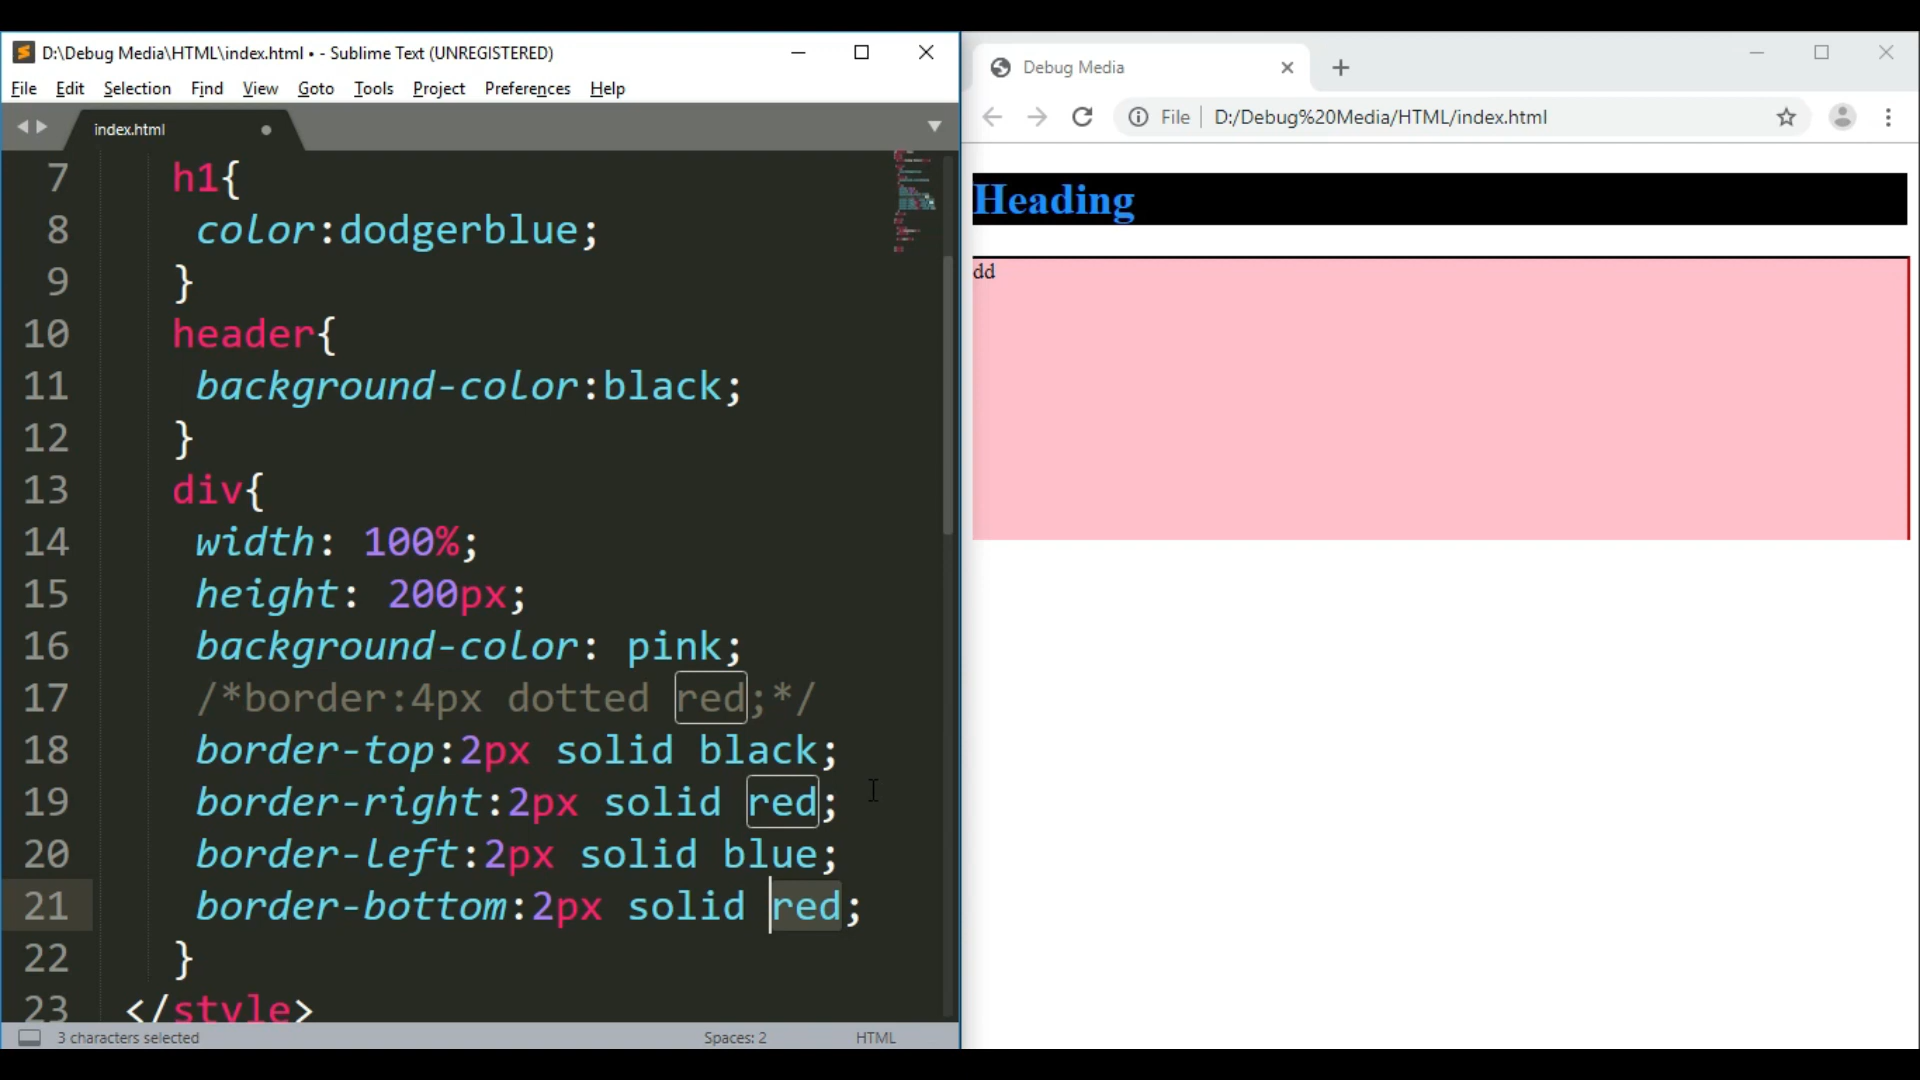 D:\Debug Media\HTML\index.html • - Sublime Text (UNREGISTERED)
File Edit Selection Find View Goto Tools Project Preferences Help
index.html
7 h1{
8 color:dodgerblue;
9 }
10 header{
11 background-color:black;
12 }
13 div{
14 width: 100%;
15 height: 200px;
16 background-color: pink;
17 /*border:4px dotted red;*/
18 border-top:2px solid black;
19 border-right:2px solid red;
20 border-left:2px solid blue;
21 border-bottom:2px solid red;
22 }
23 </style>
3 characters selected Spaces: 2 HTML
Debug Media
File D:/Debug%20Media/HTML/index.html
Heading
dd